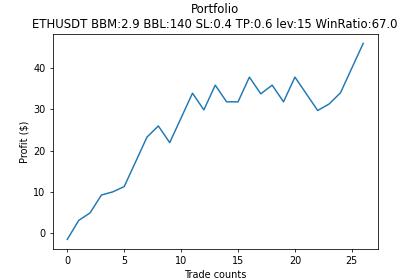 Portfolio
ETHUSDT BBM:2.9 BBL:140 SL:0.4 TP:0.6 lev:15 WinRatio:67.0
40
30
20
10
0
Profit ($)
0 5 10 15 20 25
Trade counts